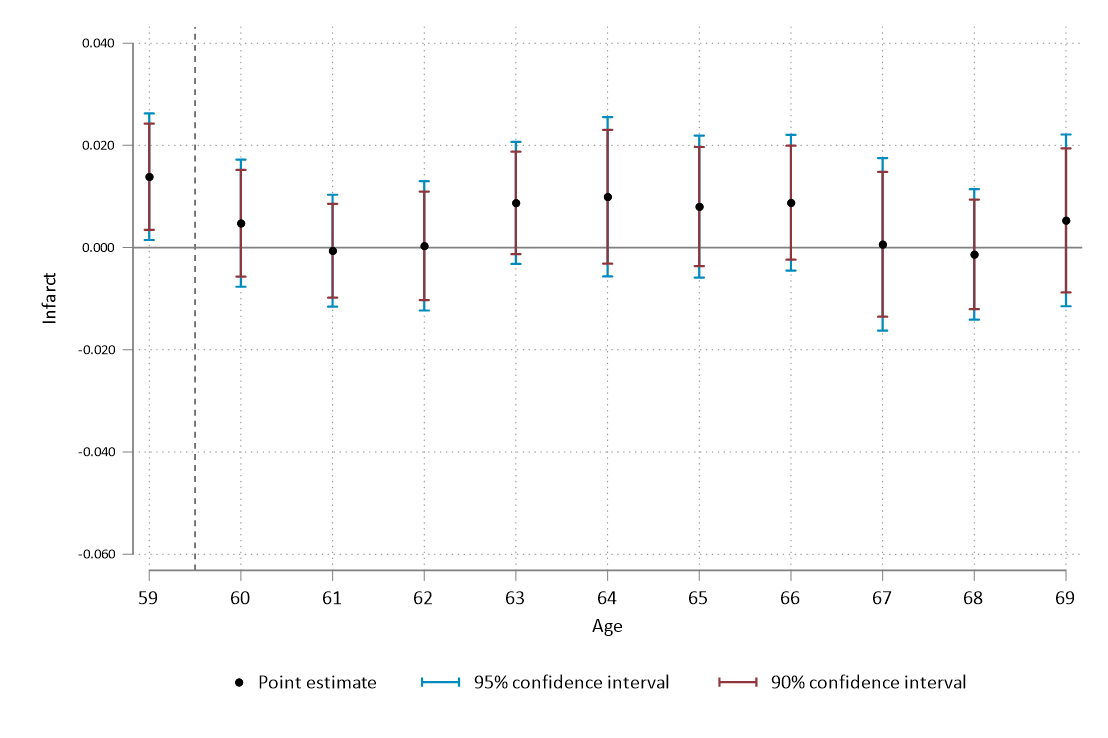 0.040
0.020
0.000
-0.020
-0.040
-0.060
Infarct
59 60 61 62 63 64 65 66 67 68 69
Age
Point estimate 95% confidence interval 90% confidence interval